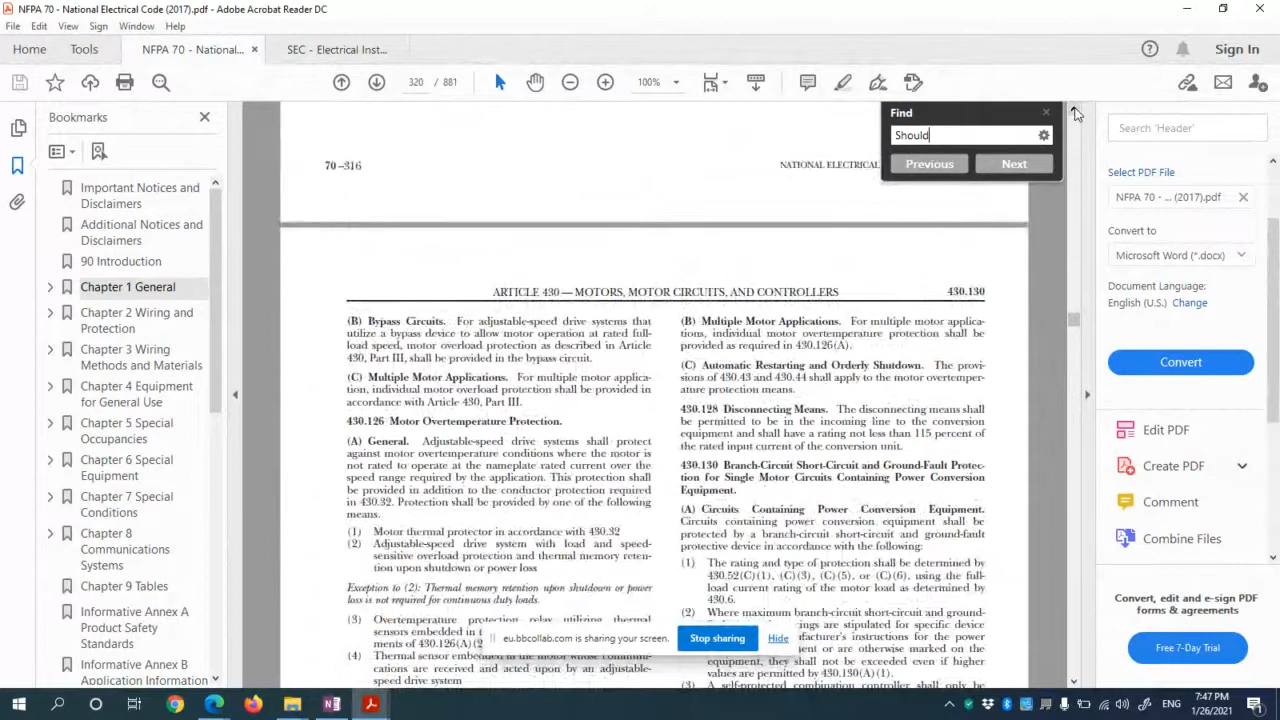 NFPA 70 - National Electrical Code (2017).pdf - Adobe Acrobat Reader DC
File Edit View Sign Window Help
Home Tools NFPA 70 - National... × SEC - Electrical Inst... Sign In
320 / 881 100%
Bookmarks
Important Notices and
Disclaimers
Additional Notices and
Disclaimers
90 Introduction
Chapter 1 General
Chapter 2 Wiring and
Protection
Chapter 3 Wiring
Methods and Materials
Chapter 4 Equipment
for General Use
Chapter 5 Special
Occupancies
Chapter 6 Special
Equipment
Chapter 7 Special
Conditions
Chapter 8
Communications
Systems
Chapter 9 Tables
Informative Annex A
Product Safety
Standards
Informative Annex B
Application Information
70–316
NATIONAL ELECTRICAL
Find
Should
Previous Next
ARTICLE 430 — MOTORS, MOTOR CIRCUITS, AND CONTROLLERS 430.130
(B) Bypass Circuits. For adjustable-speed drive systems that
utilize a bypass device to allow motor operation at rated full-
load speed, motor overload protection as described in Article
430, Part III, shall be provided in the bypass circuit.
(C) Multiple Motor Applications. For multiple motor applica-
tion, individual motor overload protection shall be provided in
accordance with Article 430, Part III.
430.126 Motor Overtemperature Protection.
(A) General. Adjustable-speed drive systems shall protect
against motor overtemperature conditions where the motor is
not rated to operate at the nameplate rated current over the
speed range required by the application. This protection shall
be provided in addition to the conductor protection required
in 430.32. Protection shall be provided by one of the following
means.
(1) Motor thermal protector in accordance with 430.32
(2) Adjustable-speed drive system with load and speed-
sensitive overload protection and thermal memory reten-
tion upon shutdown or power loss
Exception to (2): Thermal memory retention upon shutdown or power
loss is not required for continuous duty loads.
(3) Overtemperature protection relay utilizing thermal
sensors embedded in t
ments of 430.126(A)(2
(4) Thermal sensor embedded in the motor whose communi-
cations are received and acted upon by an adjustable-
speed drive system
(B) Multiple Motor Applications. For multiple motor applica-
tions, individual motor overtemperature protection shall be
provided as required in 430.126(A).
(C) Automatic Restarting and Orderly Shutdown. The provi-
sions of 430.43 and 430.44 shall apply to the motor overtemper-
ature protection means.
430.128 Disconnecting Means. The disconnecting means shall
be permitted to be in the incoming line to the conversion
equipment and shall have a rating not less than 115 percent of
the rated input current of the conversion unit.
430.130 Branch-Circuit Short-Circuit and Ground-Fault Protec-
tion for Single Motor Circuits Containing Power Conversion
Equipment.
(A) Circuits Containing Power Conversion Equipment.
Circuits containing power conversion equipment shall be
protected by a branch-circuit short-circuit and ground-fault
protective device in accordance with the following:
(1) The rating and type of protection shall be determined by
430.52(C)(1), (C)(3), (C)(5), or (C)(6), using the full-
load current rating of the motor load as determined by
430.6.
(2) Where maximum branch-circuit short-circuit and ground-
ings are stipulated for specific device
ufacturer's instructions for the power
ent or are otherwise marked on the
equipment, they shall not be exceeded even if higher
values are permitted by 430.130(A)(1).
(3) A self-protected combination controller shall only be
eu.bbcollab.com is sharing your screen. Stop sharing Hide
Search 'Header'
Select PDF File
NFPA 70 - ... (2017).pdf
Convert to
Microsoft Word (*.docx)
Document Language:
English (U.S.) Change
Convert
Edit PDF
Create PDF
Comment
Combine Files
Convert, edit and e-sign PDF
forms & agreements
Free 7-Day Trial
7:47 PM
1/26/2021